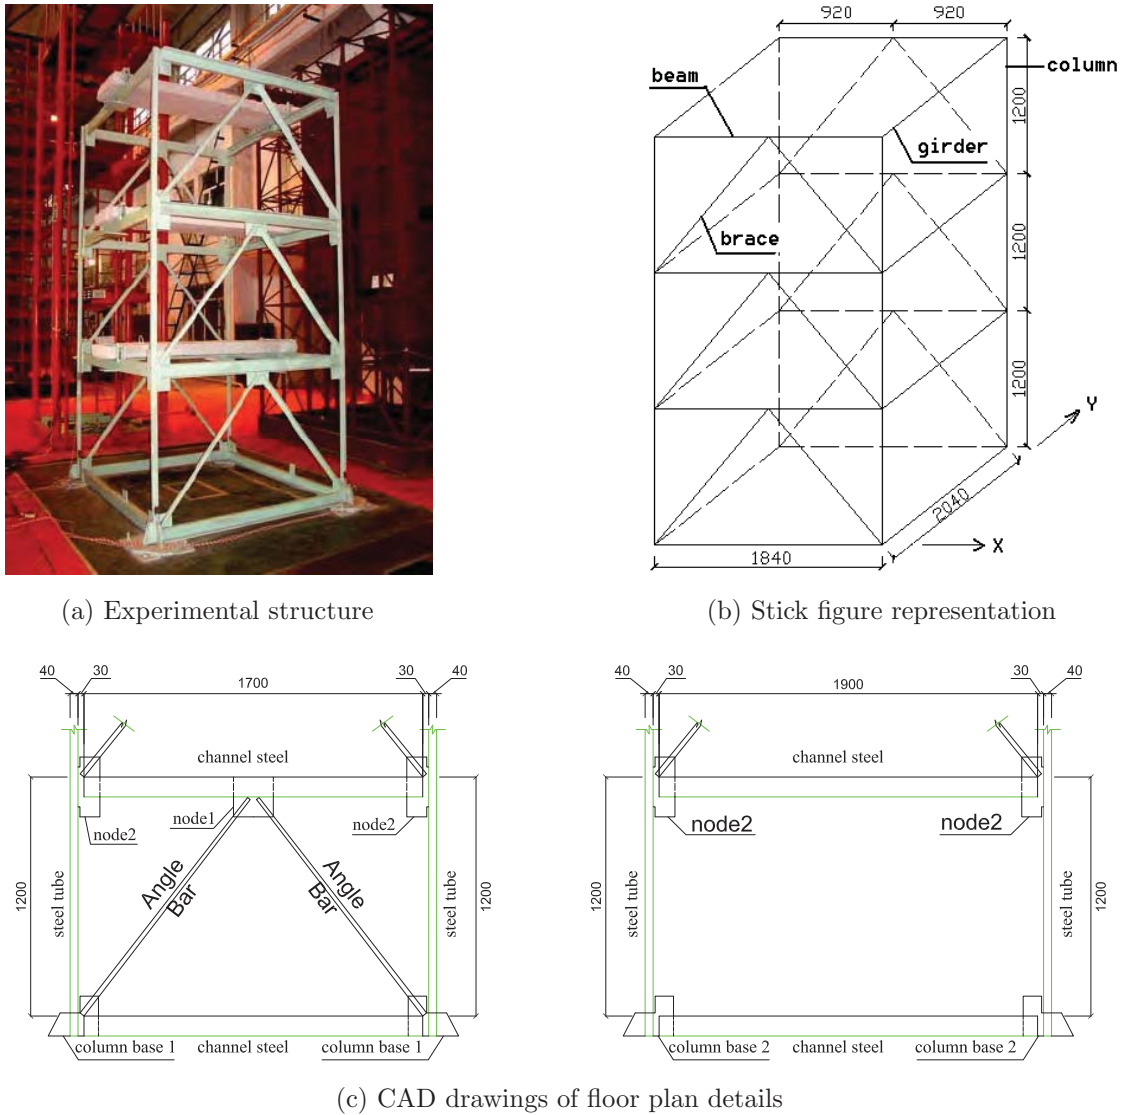 920 920
column
beam
1200
girder
brace
1200
1200
Y
2040
X
1840
(a) Experimental structure
(b) Stick figure representation
40 30 1700 30 40
channel steel
node1
node2
node2
Angle
Bar
Angle
Bar
1200
steel tube
steel tube
1200
column base 1
channel steel
column base 1
40 30 1900 30 40
channel steel
node2
node2
1200
steel tube
steel tube
1200
column base 2
channel steel
column base 2
(c) CAD drawings of floor plan details